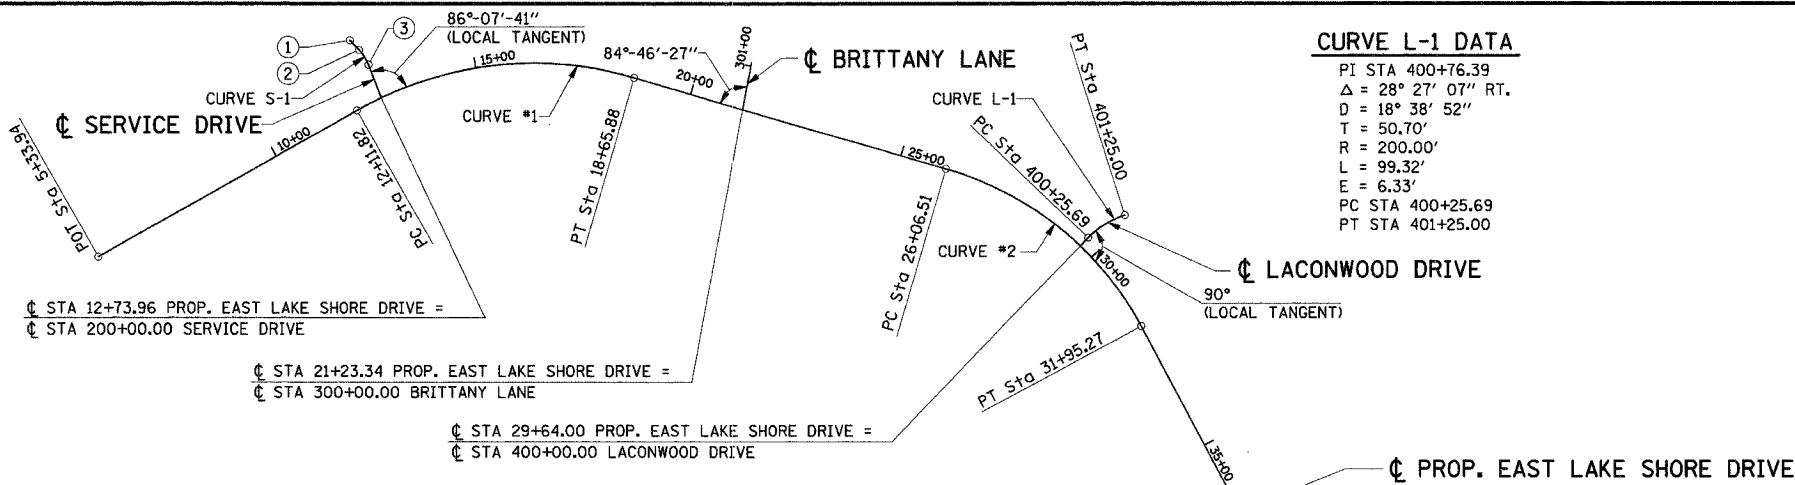 86°-07'-41"
(LOCAL TANGENT)
1
2
3
15+00
84°-46'-27"
20+00
301+00
℄ BRITTANY LANE
CURVE S-1
CURVE #1
℄ SERVICE DRIVE
10+00
POT Sta 5+33.94
PC Sta 12+11.82
PT Sta 18+65.88
25+00
CURVE L-1
PC Sta 400+25.69
PT Sta 401+25.00
PC Sta 26+06.51
CURVE #2
30+00
℄ LACONWOOD DRIVE
90°
(LOCAL TANGENT)
PT Sta 31+95.27
35+00
℄ PROP. EAST LAKE SHORE DRIVE
℄ STA 12+73.96 PROP. EAST LAKE SHORE DRIVE =
℄ STA 200+00.00 SERVICE DRIVE
℄ STA 21+23.34 PROP. EAST LAKE SHORE DRIVE =
℄ STA 300+00.00 BRITTANY LANE
℄ STA 29+64.00 PROP. EAST LAKE SHORE DRIVE =
℄ STA 400+00.00 LACONWOOD DRIVE
CURVE L-1 DATA
PI STA 400+76.39
Δ = 28° 27' 07" RT.
D = 18° 38' 52"
T = 50.70'
R = 200.00'
L = 99.32'
E = 6.33'
PC STA 400+25.69
PT STA 401+25.00